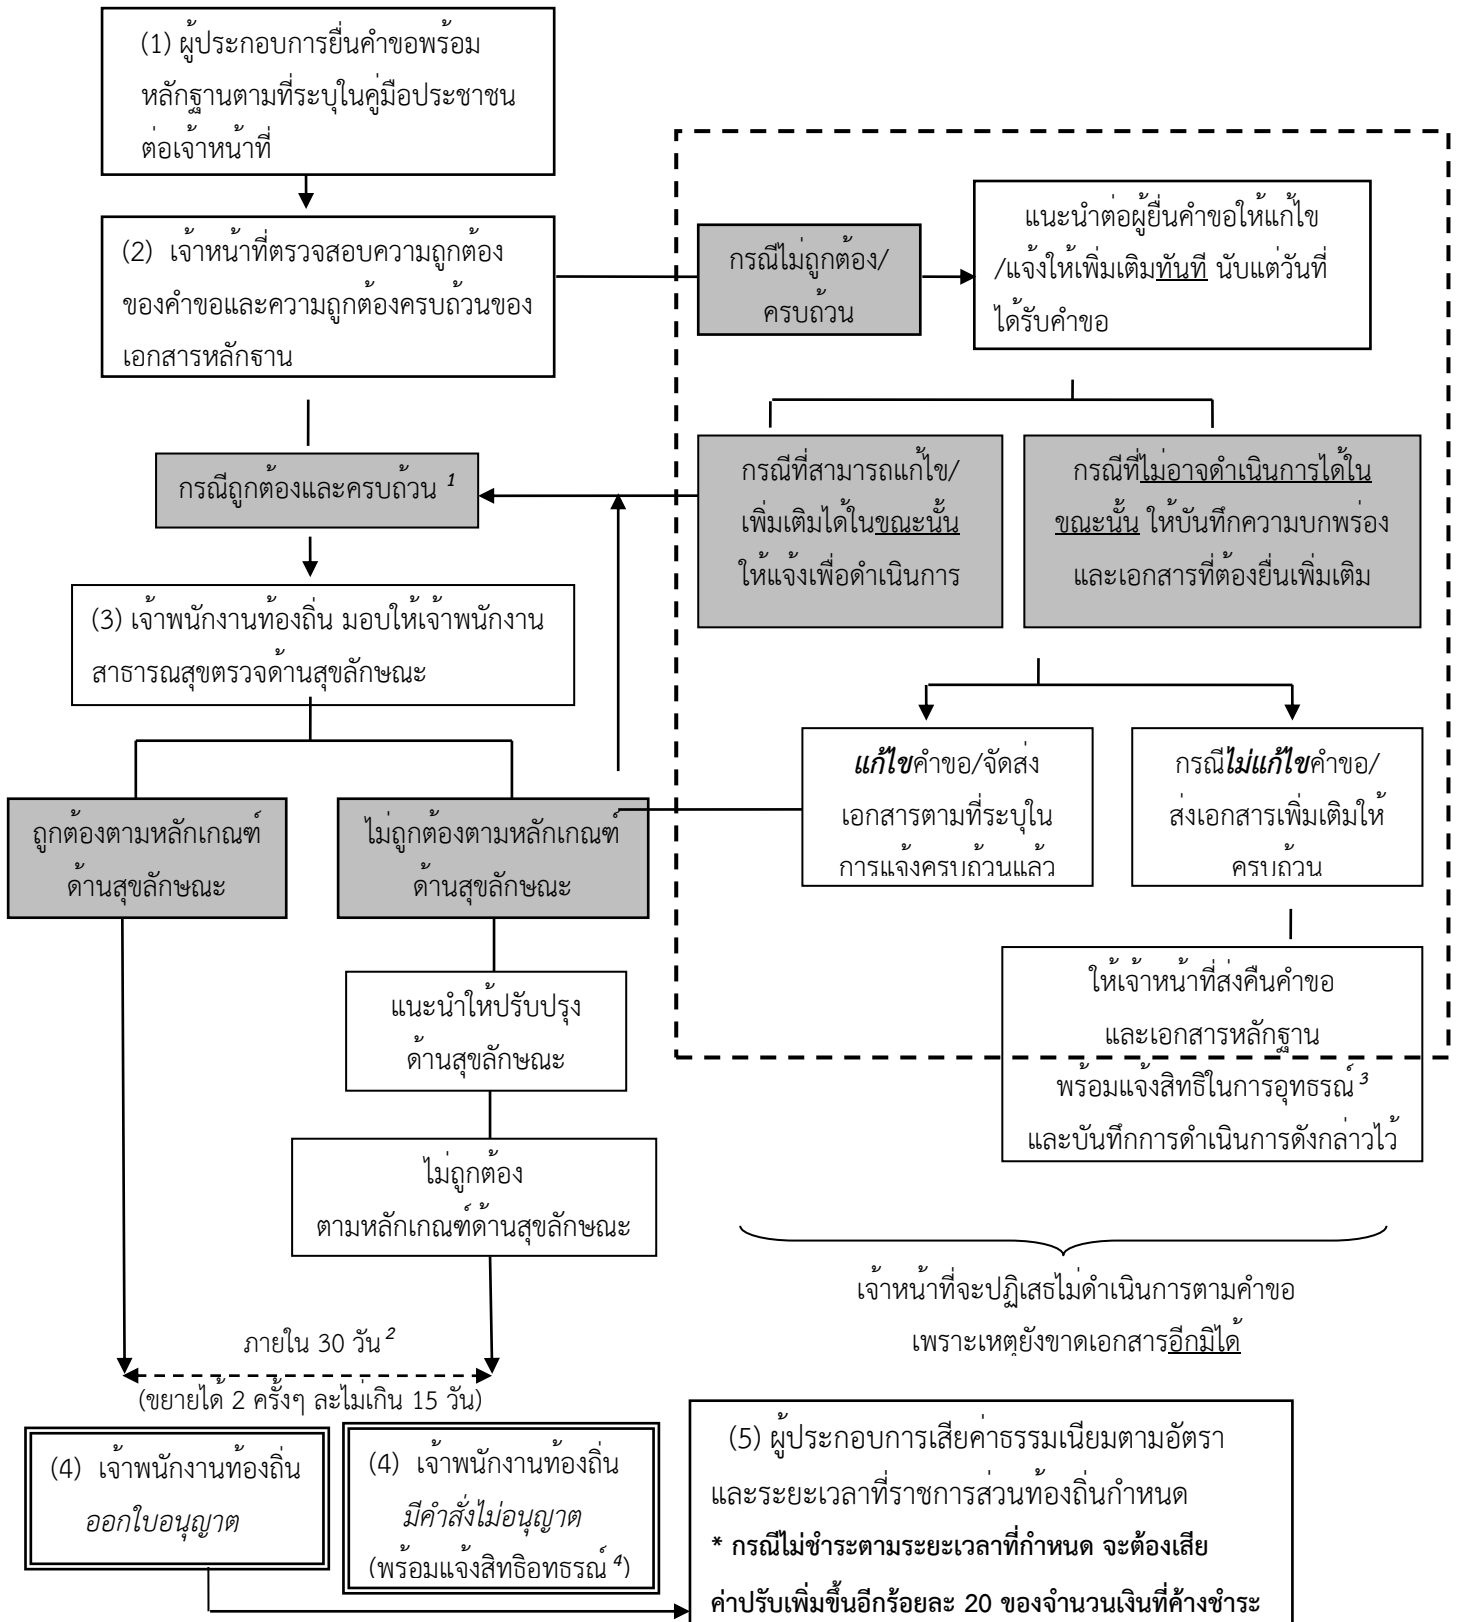 (1) ผู้ประกอบการยื่นคำขอพร้อม
หลักฐานตามที่ระบุในคู่มือประชาชน
ต่อเจ้าหน้าที่
(2) เจ้าหน้าที่ตรวจสอบความถูกต้อง
ของคำขอและความถูกต้องครบถ้วนของ
เอกสารหลักฐาน
กรณีไม่ถูกต้อง/
ครบถ้วน
แนะนำต่อผู้ยื่นคำขอให้แก้ไข
/แจ้งให้เพิ่มเติมทันที นับแต่วันที่
ได้รับคำขอ
กรณีถูกต้องและครบถ้วน 1
กรณีที่สามารถแก้ไข/
เพิ่มเติมได้ในขณะนั้น
ให้แจ้งเพื่อดำเนินการ
กรณีที่ไม่อาจดำเนินการได้ใน
ขณะนั้น ให้บันทึกความบกพร่อง
และเอกสารที่ต้องยื่นเพิ่มเติม
(3) เจ้าพนักงานท้องถิ่น มอบให้เจ้าพนักงาน
สาธารณสุขตรวจด้านสุขลักษณะ
แก้ไขคำขอ/จัดส่ง
เอกสารตามที่ระบุใน
การแจ้งครบถ้วนแล้ว
กรณีไม่แก้ไขคำขอ/
ส่งเอกสารเพิ่มเติมให้
ครบถ้วน
ถูกต้องตามหลักเกณฑ์
ด้านสุขลักษณะ
ไม่ถูกต้องตามหลักเกณฑ์
ด้านสุขลักษณะ
ให้เจ้าหน้าที่ส่งคืนคำขอ
และเอกสารหลักฐาน
พร้อมแจ้งสิทธิในการอุทธรณ์ 3
และบันทึกการดำเนินการดังกล่าวไว้
แนะนำให้ปรับปรุง
ด้านสุขลักษณะ
ไม่ถูกต้อง
ตามหลักเกณฑ์ด้านสุขลักษณะ
เจ้าหน้าที่จะปฏิเสธไม่ดำเนินการตามคำขอ
เพราะเหตุยังขาดเอกสารอีกมิได้
ภายใน 30 วัน 2
(ขยายได้ 2 ครั้งๆ ละไม่เกิน 15 วัน)
(4) เจ้าพนักงานท้องถิ่น
ออกใบอนุญาต
(4) เจ้าพนักงานท้องถิ่น
มีคำสั่งไม่อนุญาต
(พร้อมแจ้งสิทธิอุทธรณ์ 4)
(5) ผู้ประกอบการเสียค่าธรรมเนียมตามอัตรา
และระยะเวลาที่ราชการส่วนท้องถิ่นกำหนด
* กรณีไม่ชำระตามระยะเวลาที่กำหนด จะต้องเสีย
ค่าปรับเพิ่มขึ้นอีกร้อยละ 20 ของจำนวนเงินที่ค้างชำระ